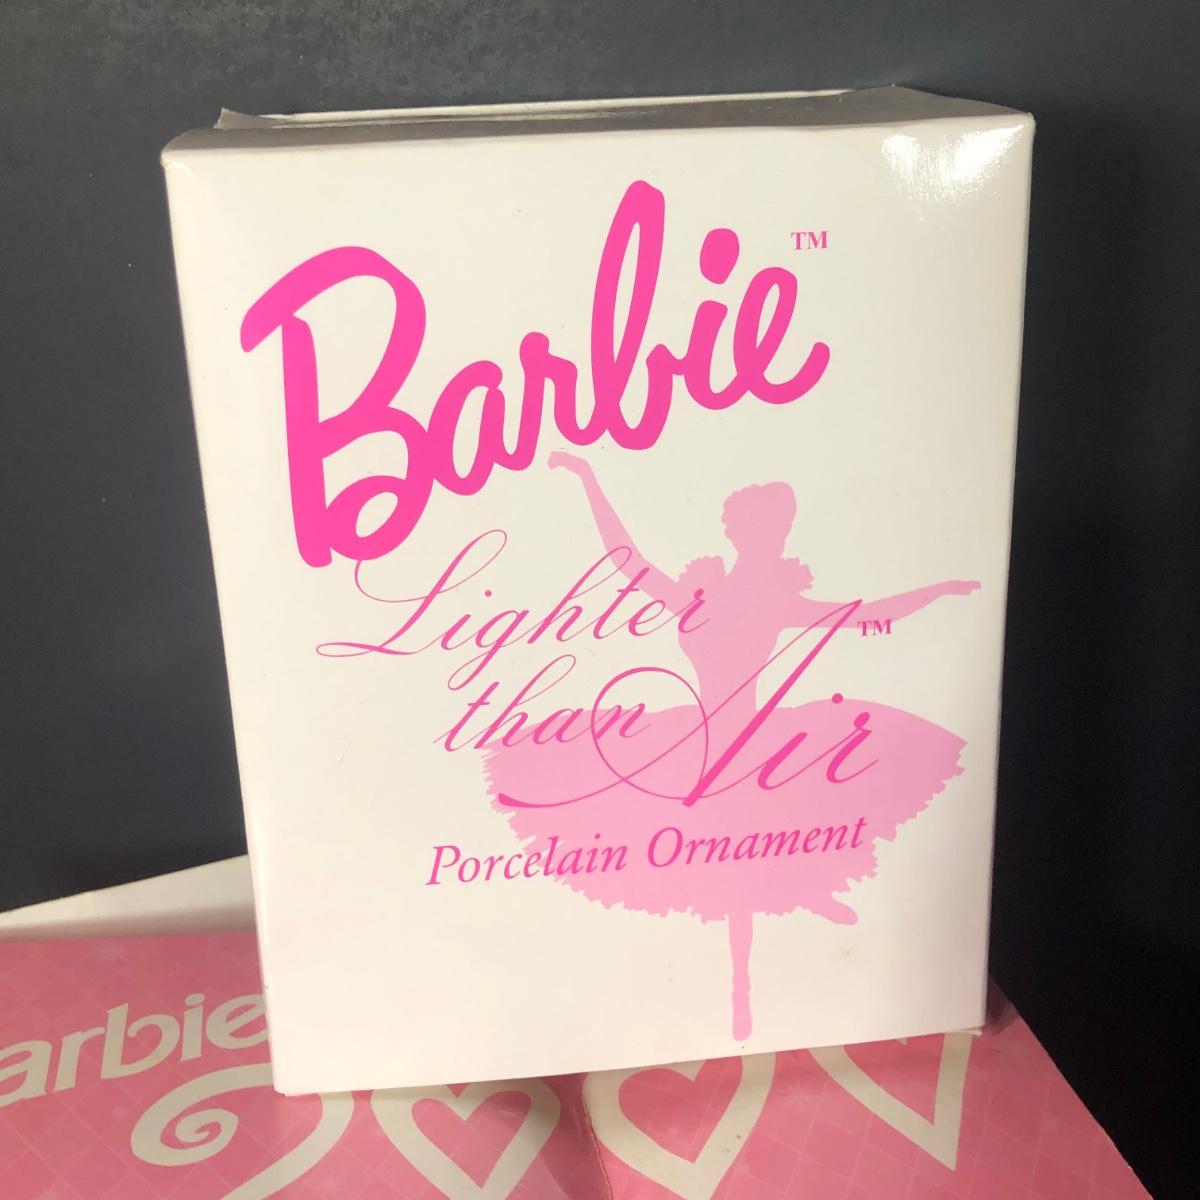 Barbie™
Lighter
than Air™
Porcelain Ornament
arbie